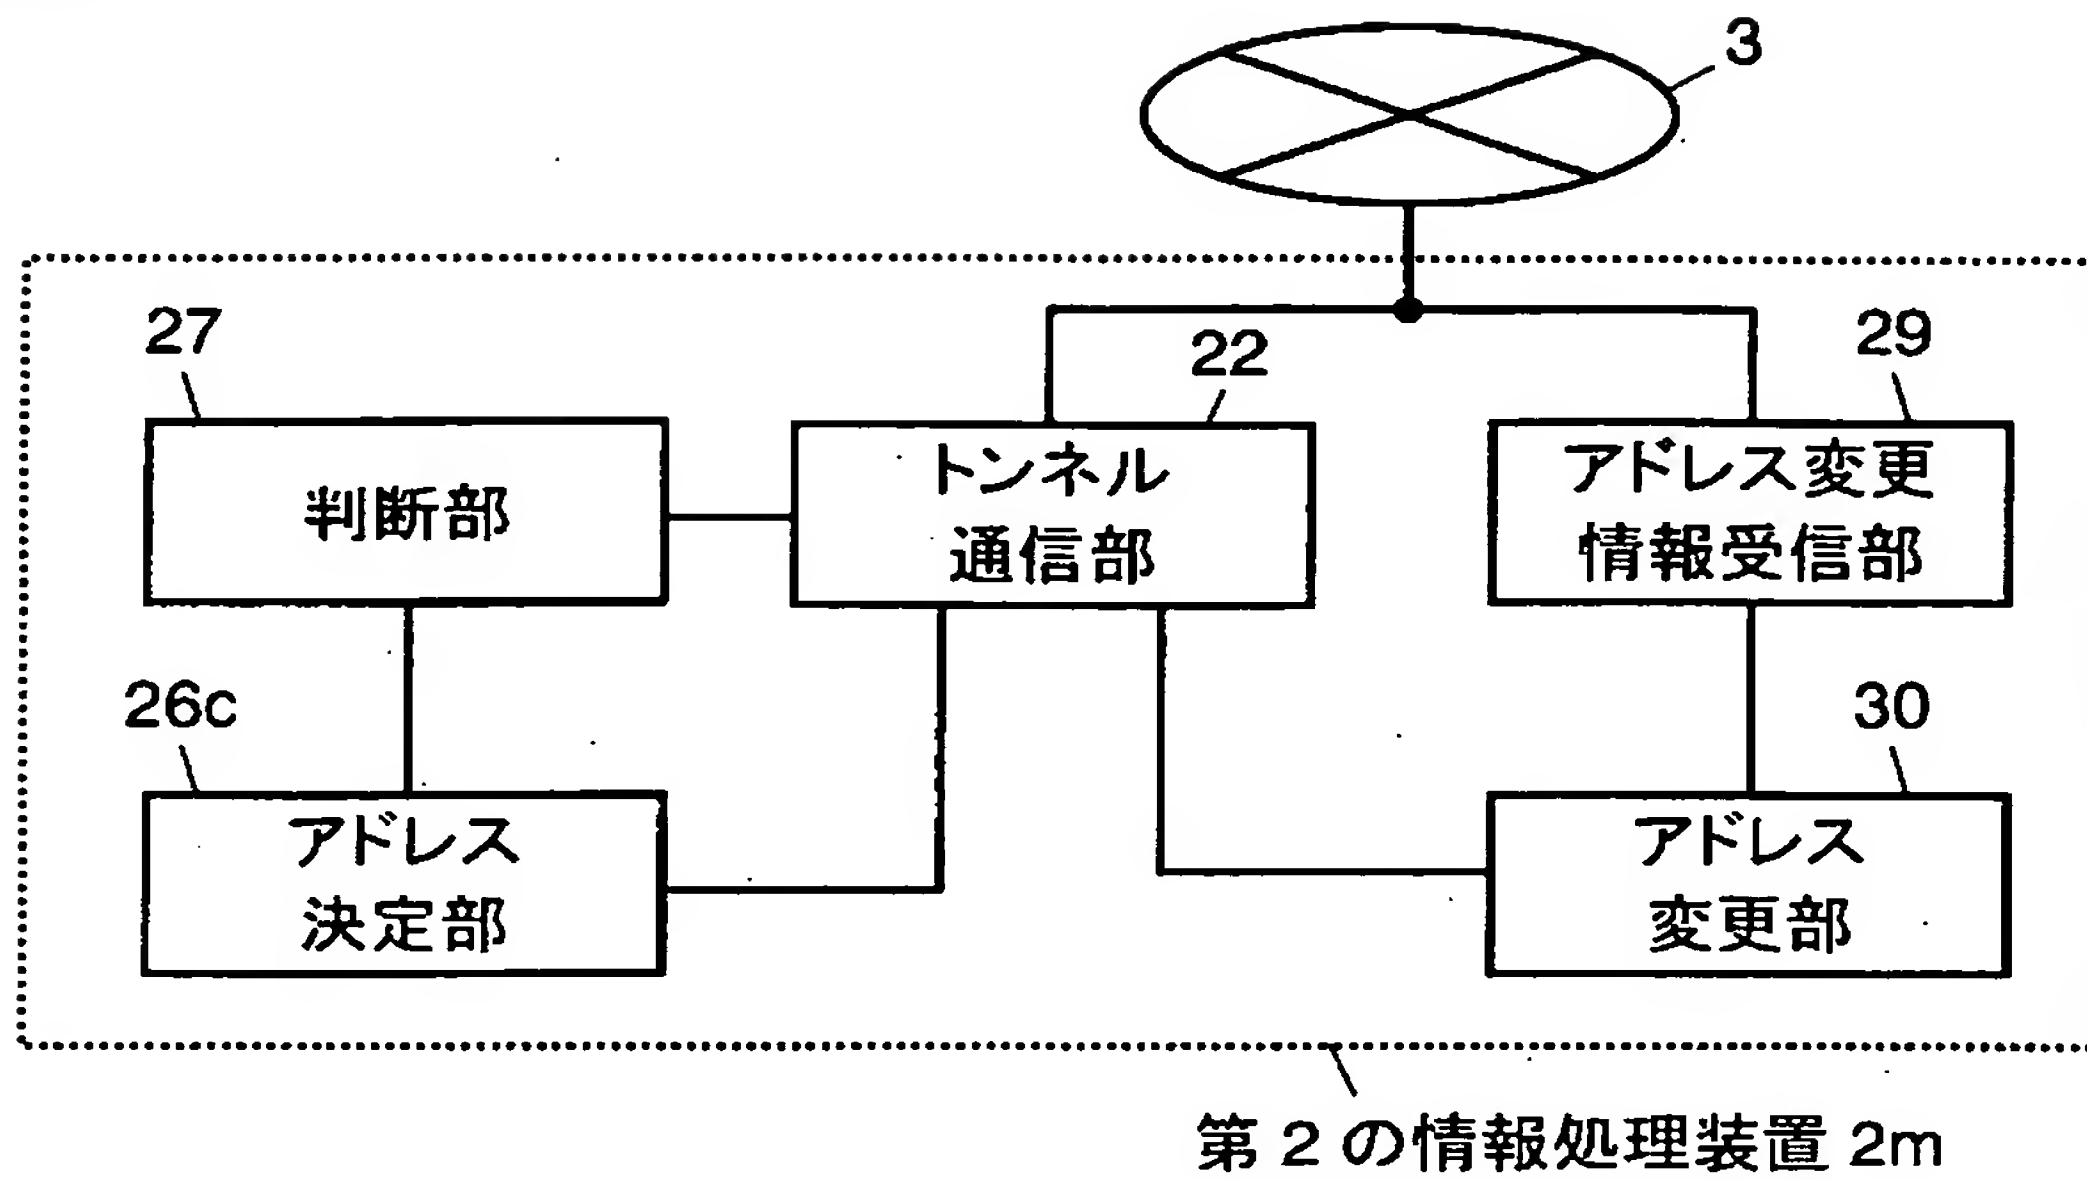 3
27
22
29
判断部
トンネル
通信部
アドレス変更
情報受信部
26c
30
アドレス
決定部
アドレス
変更部
第2の情報処理装置 2m